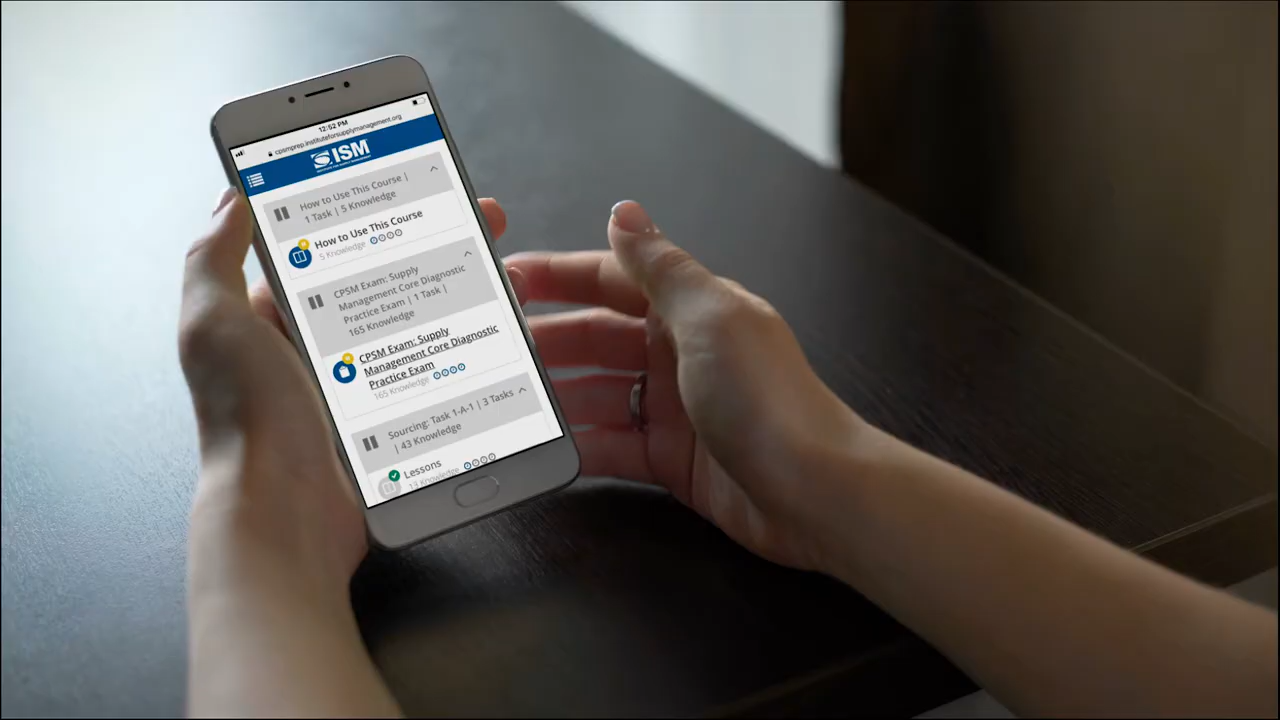 12:52 PM
cpsmprep.instituteforsupplymanagement.org
ISM
How to Use This Course |
1 Task | 5 Knowledge
How to Use This Course
5 Knowledge
CPSM Exam: Supply
Management Core Diagnostic
Practice Exam | 1 Task |
165 Knowledge
CPSM Exam: Supply
Management Core Diagnostic
Practice Exam
165 Knowledge
Sourcing: Task 1-A-1 | 3 Tasks
| 43 Knowledge
Lessons
13 Knowledge